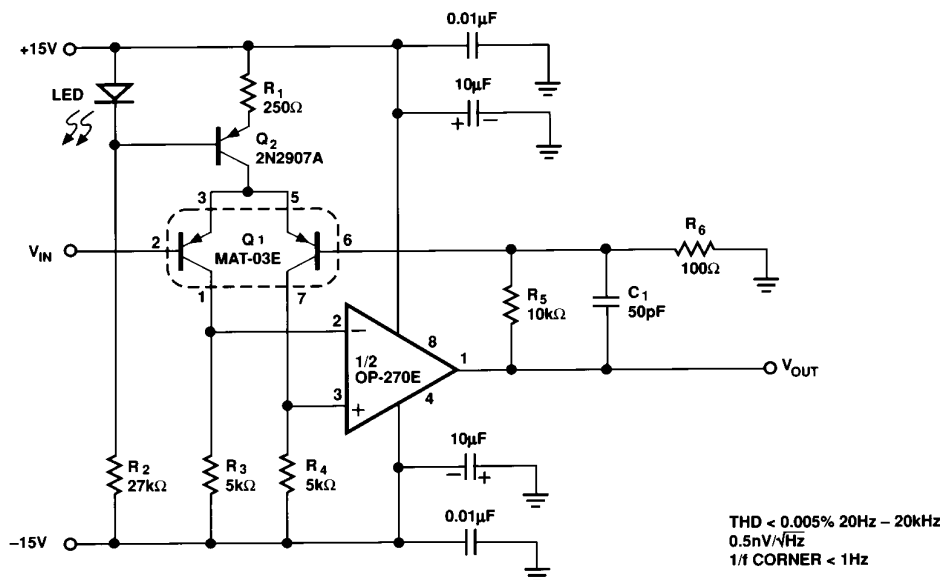 0.01µF
+15V
LED
R1
250Ω
10µF
+ −
Q2
2N2907A
3 5
VIN
2
Q1
MAT-03E
6
R6
100Ω
1 7
R5
10kΩ
C1
50pF
2 −
8
1/2
OP-270E
1
VOUT
3 +
4
10µF
− +
R2
27kΩ
R3
5kΩ
R4
5kΩ
0.01µF
−15V
THD < 0.005% 20Hz – 20kHz
0.5nV/√Hz
1/f CORNER < 1Hz